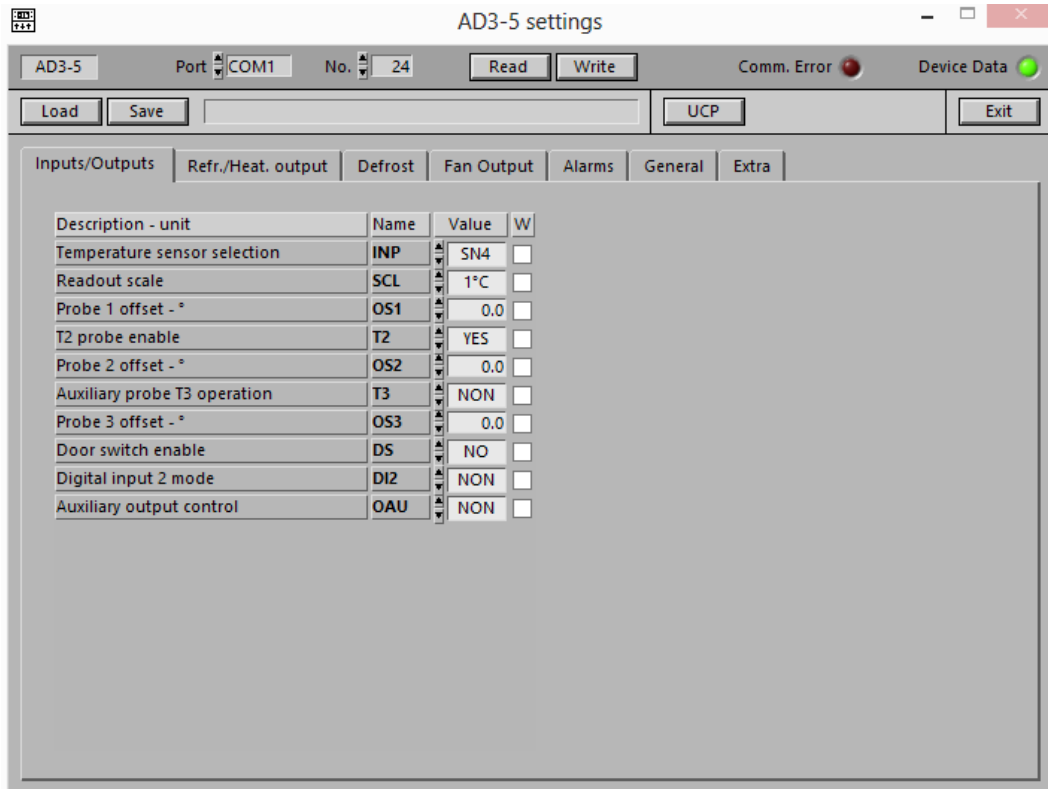 AD3-5 settings
AD3-5 Port COM1 No. 24 Read Write Comm. Error Device Data
Load Save UCP Exit
Inputs/Outputs Refr./Heat. output Defrost Fan Output Alarms General Extra
Description - unit Name Value W
Temperature sensor selection INP SN4
Readout scale SCL 1°C
Probe 1 offset - ° OS1 0.0
T2 probe enable T2 YES
Probe 2 offset - ° OS2 0.0
Auxiliary probe T3 operation T3 NON
Probe 3 offset - ° OS3 0.0
Door switch enable DS NO
Digital input 2 mode DI2 NON
Auxiliary output control OAU NON